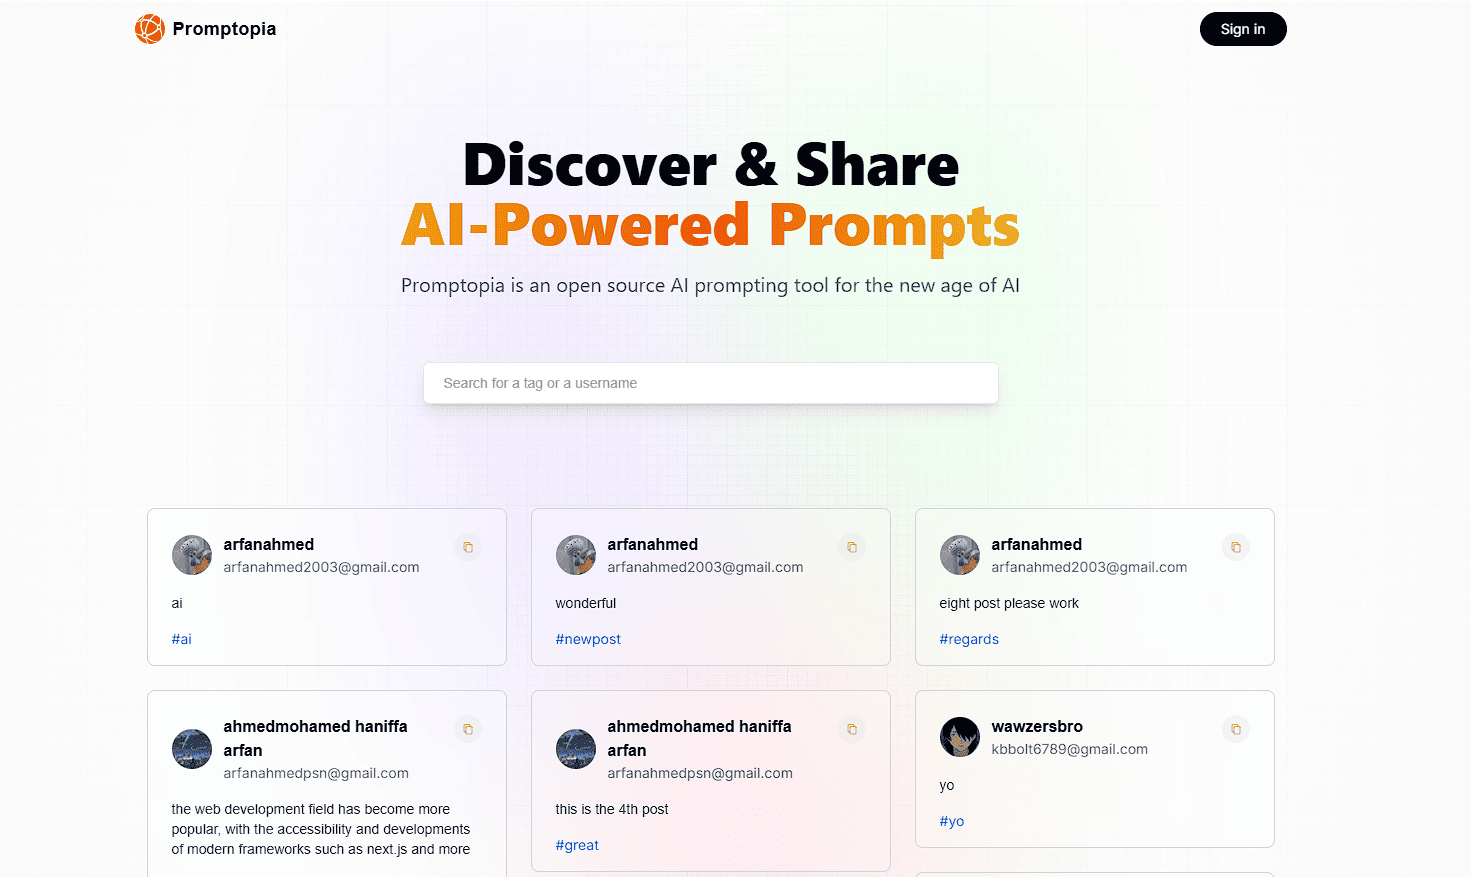 Promptopia
Sign in
Discover & Share
AI-Powered Prompts
Promptopia is an open source AI prompting tool for the new age of AI
Search for a tag or a username
arfanahmed
arfanahmed2003@gmail.com
ai
#ai
arfanahmed
arfanahmed2003@gmail.com
wonderful
#newpost
arfanahmed
arfanahmed2003@gmail.com
eight post please work
#regards
ahmedmohamed haniffa
arfan
arfanahmedpsn@gmail.com
the web development field has become more
popular, with the accessibility and developments
of modern frameworks such as next.js and more
ahmedmohamed haniffa
arfan
arfanahmedpsn@gmail.com
this is the 4th post
#great
wawzersbro
kbbolt6789@gmail.com
yo
#yo